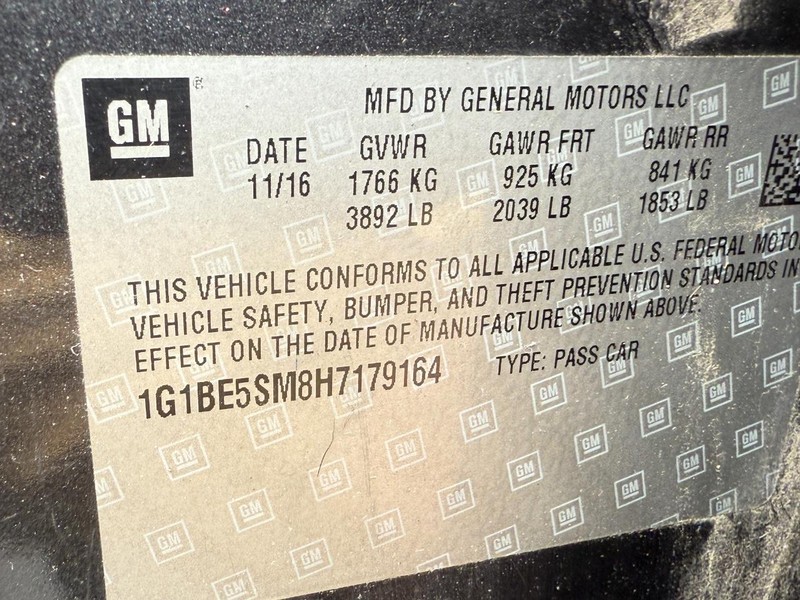 GM
MFD BY GENERAL MOTORS LLC
DATE GVWR GAWR FRT GAWR RR
11/16 1766 KG 925 KG 841 KG
3892 LB 2039 LB 1853 LB
THIS VEHICLE CONFORMS TO ALL APPLICABLE U.S. FEDERAL MOTO
VEHICLE SAFETY, BUMPER, AND THEFT PREVENTION STANDARDS IN
EFFECT ON THE DATE OF MANUFACTURE SHOWN ABOVE.
1G1BE5SM8H7179164 TYPE: PASS CAR